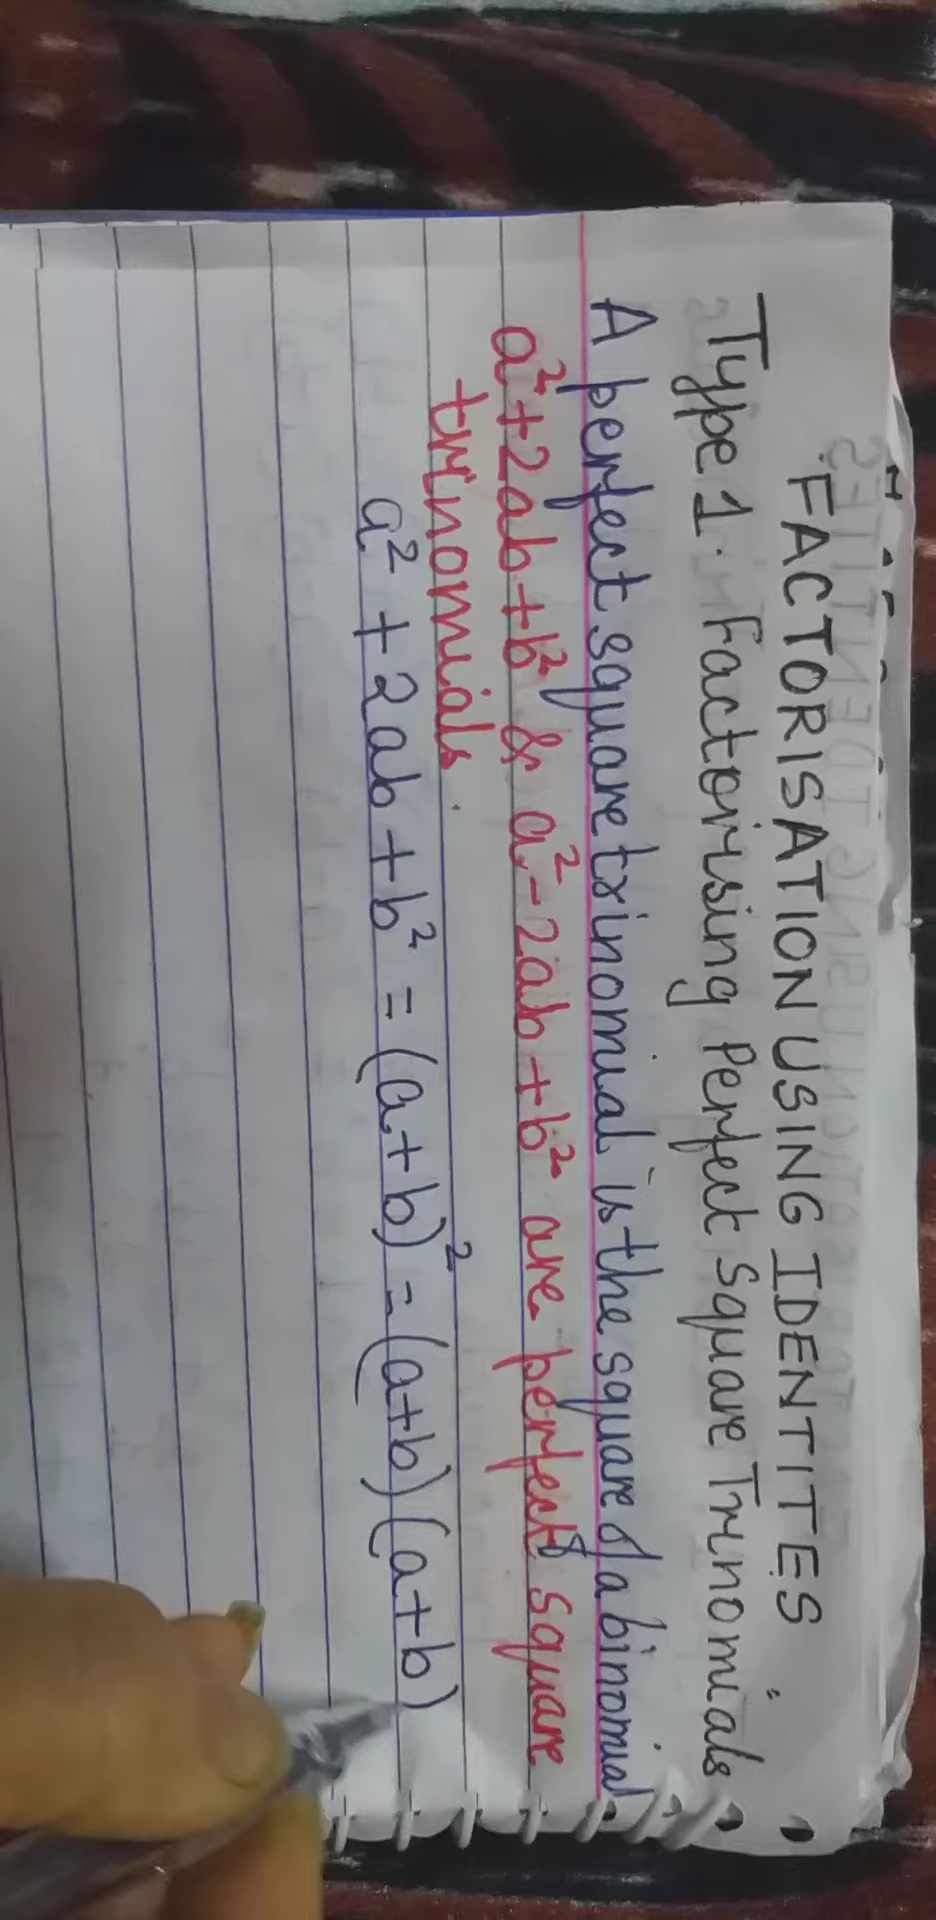 FACTORISATION USING IDENTITES
Type 1. Factorising Perfect Square Trinomials
A perfect square trinomial is the square of a binomial
a²+2ab+b² & a²-2ab+b² are perfect square
trinomials
a² + 2ab + b² = (a+b)² = (a+b)(a+b)